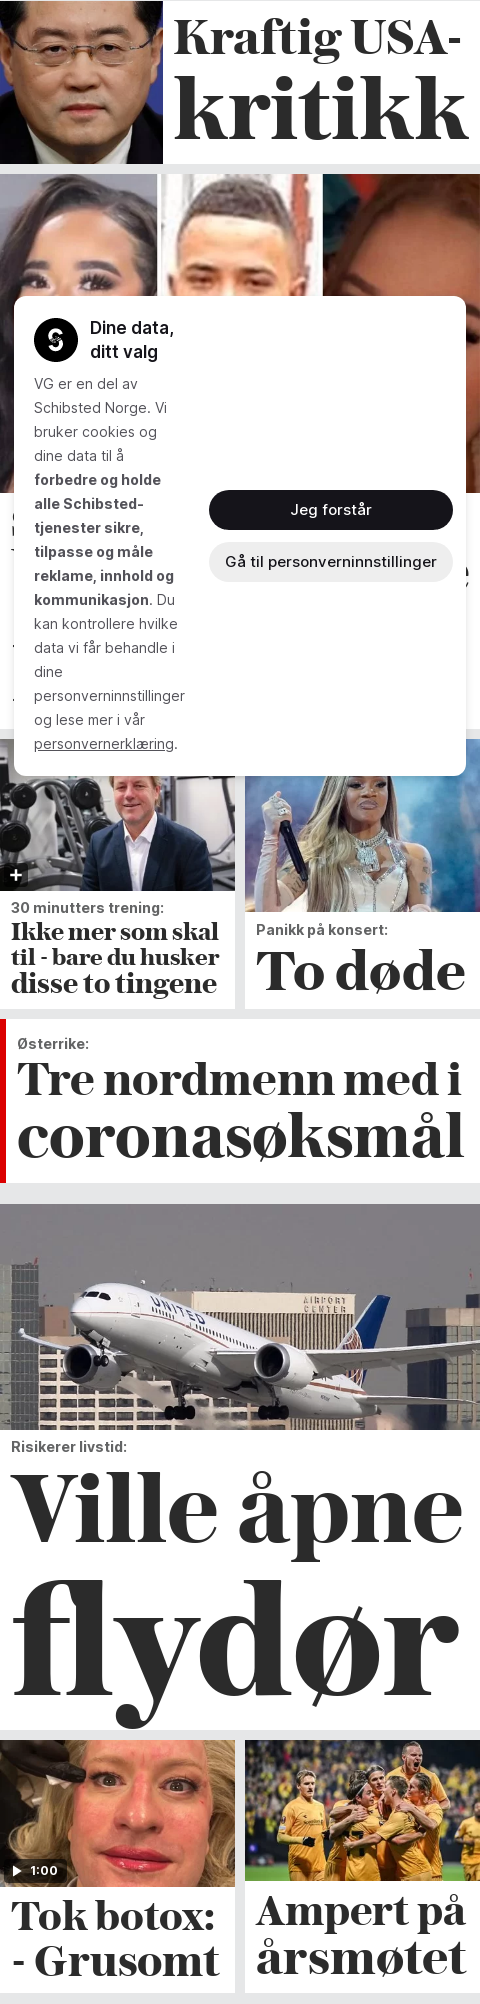 Kraftig USA-
kritikk
Dine data,
ditt valg
VG er en del av
Schibsted Norge. Vi
bruker cookies og
dine data til å
forbedre og holde
alle Schibsted-
tjenester sikre,
tilpasse og måle
reklame, innhold og
kommunikasjon. Du
kan kontrollere hvilke
data vi får behandle i
dine
personverninnstillinger
og lese mer i vår
personvernerklæring.
Jeg forstår
Gå til personverninnstillinger
30 minutters trening:
Ikke mer som skal
til - bare du husker
disse to tingene
Panikk på konsert:
To døde
Østerrike:
Tre nordmenn med i
coronasøksmål
UNITED
AIRPORT
CENTER
Risikerer livstid:
Ville åpne
flydør
1:00
Tok botox:
- Grusomt
Ampert på
årsmøtet